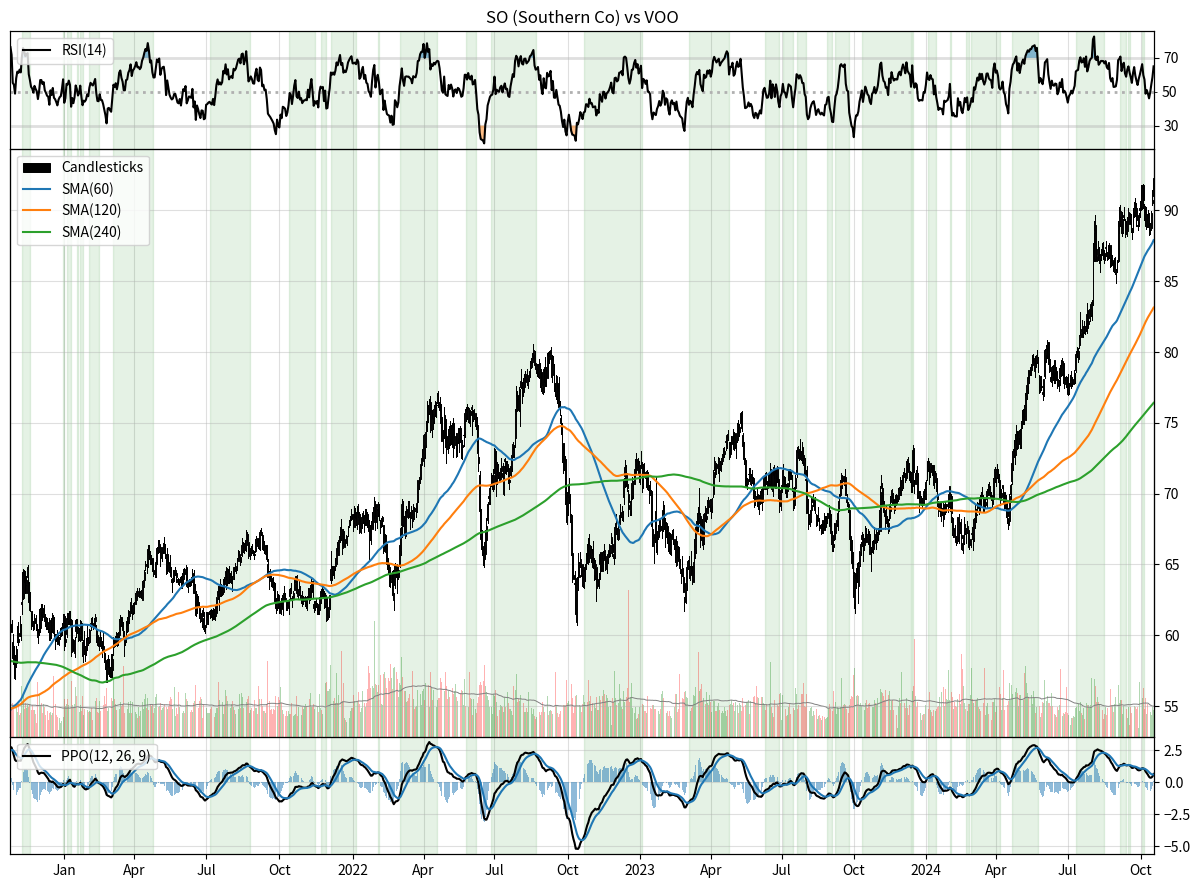 SO (Southern Co) vs VOO
RSI(14)
70
50
30
Candlesticks
SMA(60)
SMA(120)
SMA(240)
90
85
80
75
70
65
60
55
PPO(12, 26, 9)
2.5
0.0
−2.5
−5.0
Jan Apr Jul Oct 2022 Apr Jul Oct 2023 Apr Jul Oct 2024 Apr Jul Oct